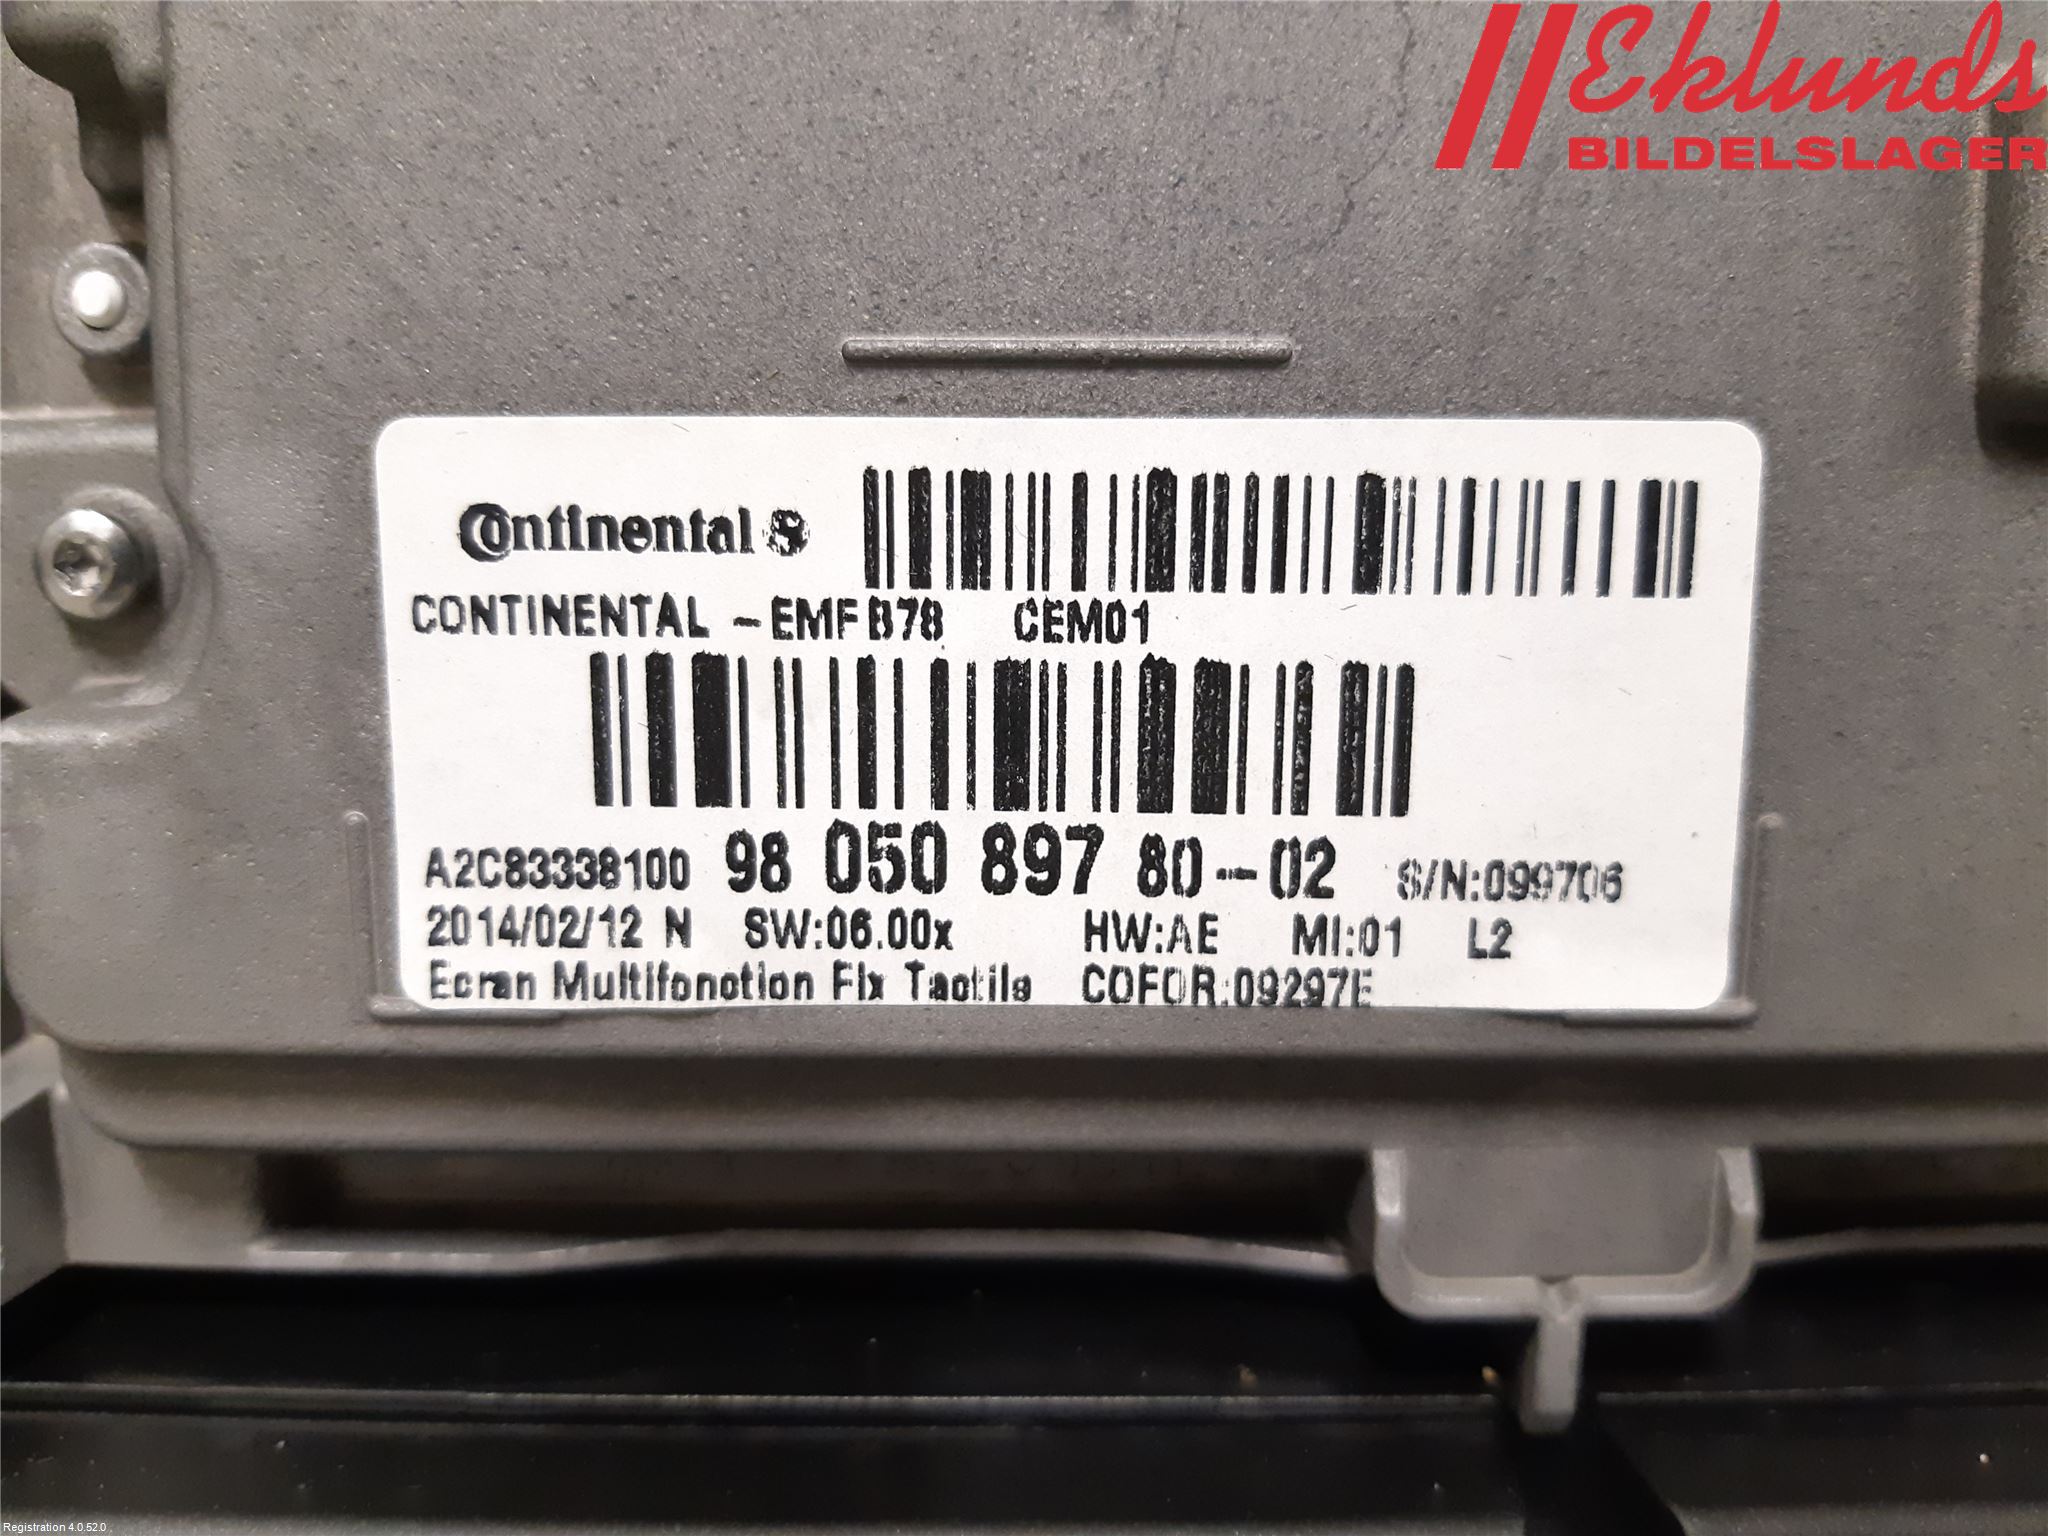 Eklunds
BILDELSLAGER
Continental
CONTINENTAL -EMF B78 CEM01
A2C83338100 98 050 897 80-02 S/N:099706
2014/02/12 N SW:06.00x HW:AE MI:01 L2
Ecran Multifonction Fix Tactile COFOR:09297E
Registration 4.0.52.0